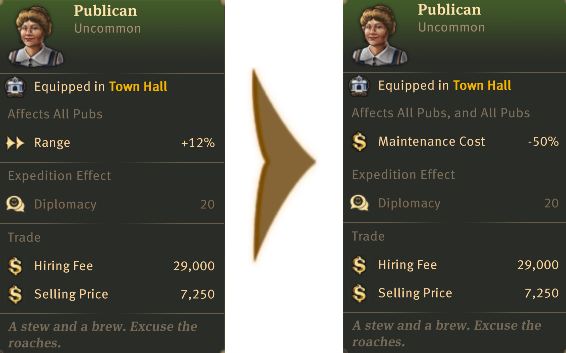 Publican
Uncommon
Equipped in Town Hall
Affects All Pubs
Range +12%
Expedition Effect
Diplomacy 20
Trade
Hiring Fee 29,000
Selling Price 7,250
A stew and a brew. Excuse the
roaches.
Publican
Uncommon
Equipped in Town Hall
Affects All Pubs, and All Pubs
Maintenance Cost -50%
Expedition Effect
Diplomacy 20
Trade
Hiring Fee 29,000
Selling Price 7,250
A stew and a brew. Excuse the
roaches.